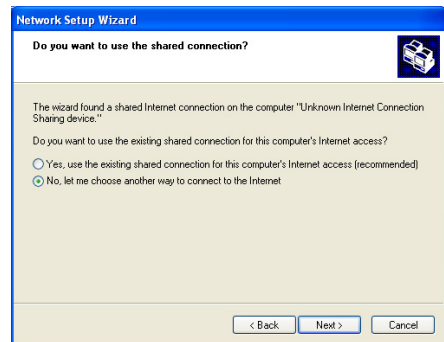 Network Setup Wizard
Do you want to use the shared connection?
The wizard found a shared Internet connection on the computer "Unknown Internet Connection
Sharing device."
Do you want to use the existing shared connection for this computer's Internet access?
Yes, use the existing shared connection for this computer's Internet access (recommended)
No, let me choose another way to connect to the Internet
< Back
Next >
Cancel